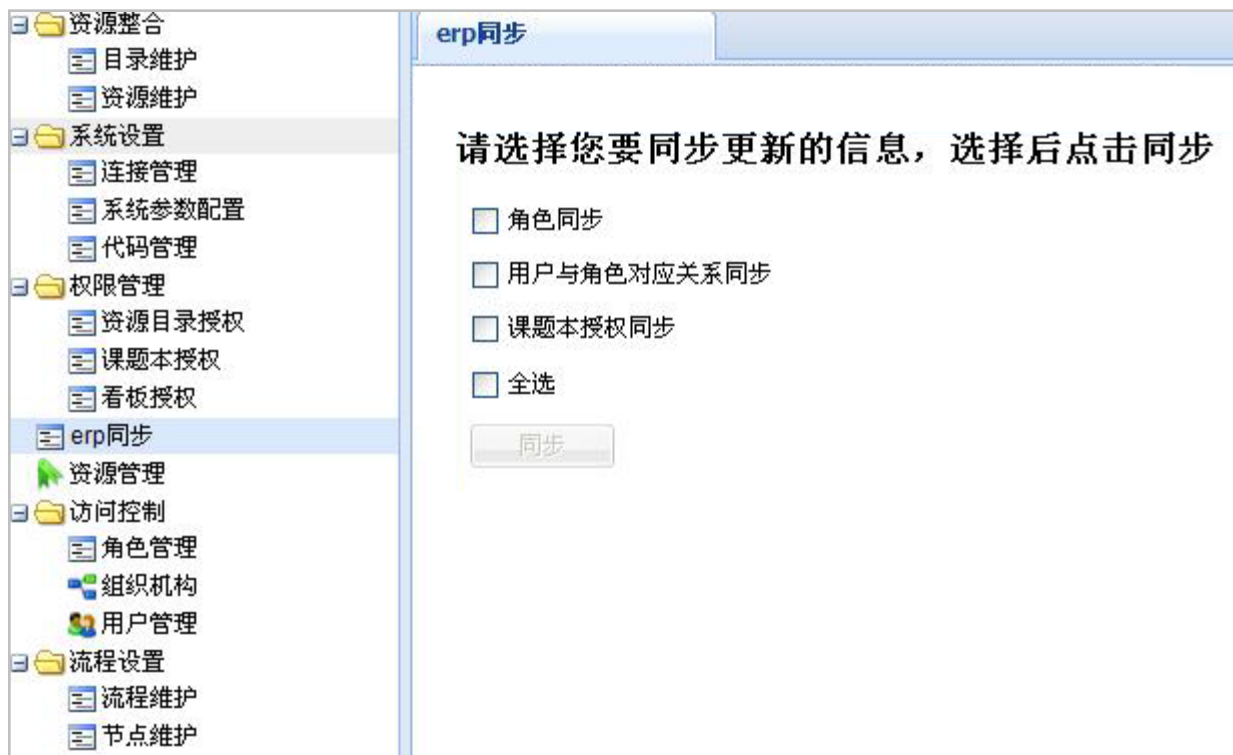 资源整合
目录维护
资源维护
系统设置
连接管理
系统参数配置
代码管理
权限管理
资源目录授权
课题本授权
看板授权
erp同步
资源管理
访问控制
角色管理
组织机构
用户管理
流程设置
流程维护
节点维护
erp同步
请选择您要同步更新的信息，选择后点击同步
角色同步
用户与角色对应关系同步
课题本授权同步
全选
同步